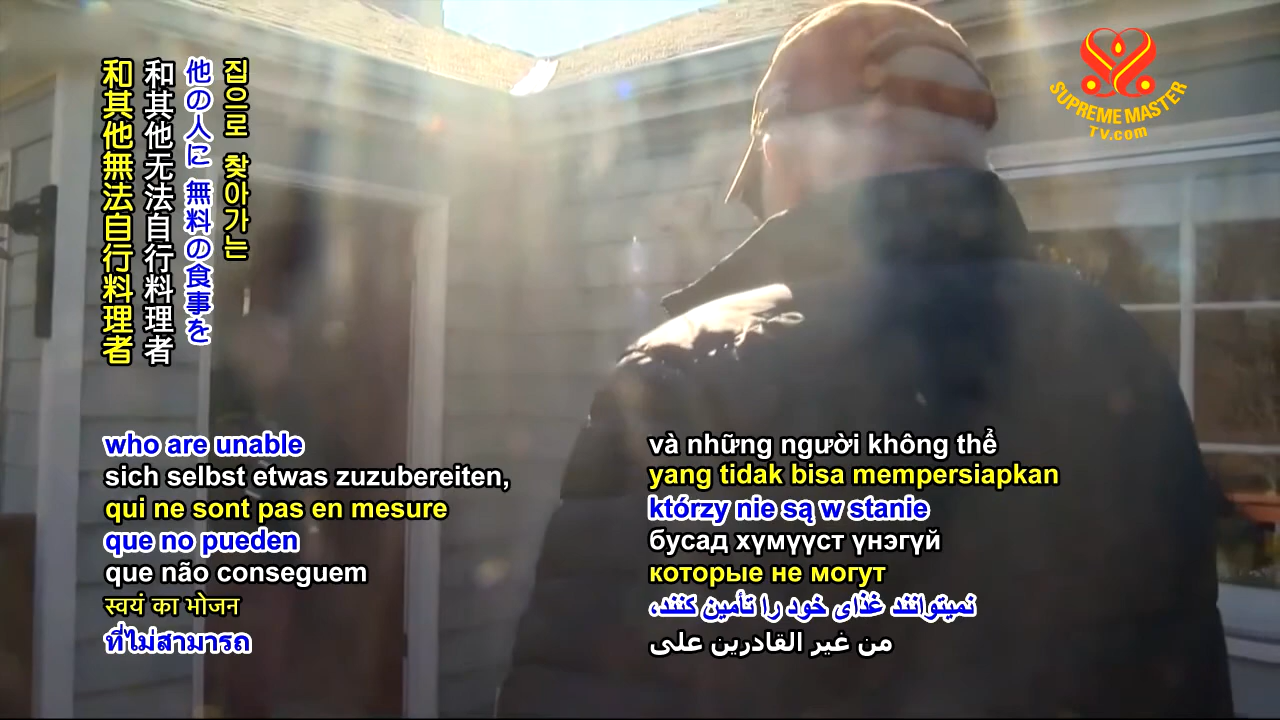 집으로 찾아가는
他の人に 無料の食事を
和其他无法自行料理者
和其他無法自行料理者
SUPREME MASTER
TV.com
who are unable
sich selbst etwas zuzubereiten,
qui ne sont pas en mesure
que no pueden
que não conseguem
स्वयं का भोजन
ที่ไม่สามารถ
và những người không thể
yang tidak bisa mempersiapkan
którzy nie są w stanie
бусад хүмүүст үнэгүй
которые не могут
نمیتوانند غذای خود را تأمین کنند،
من غير القادرين على